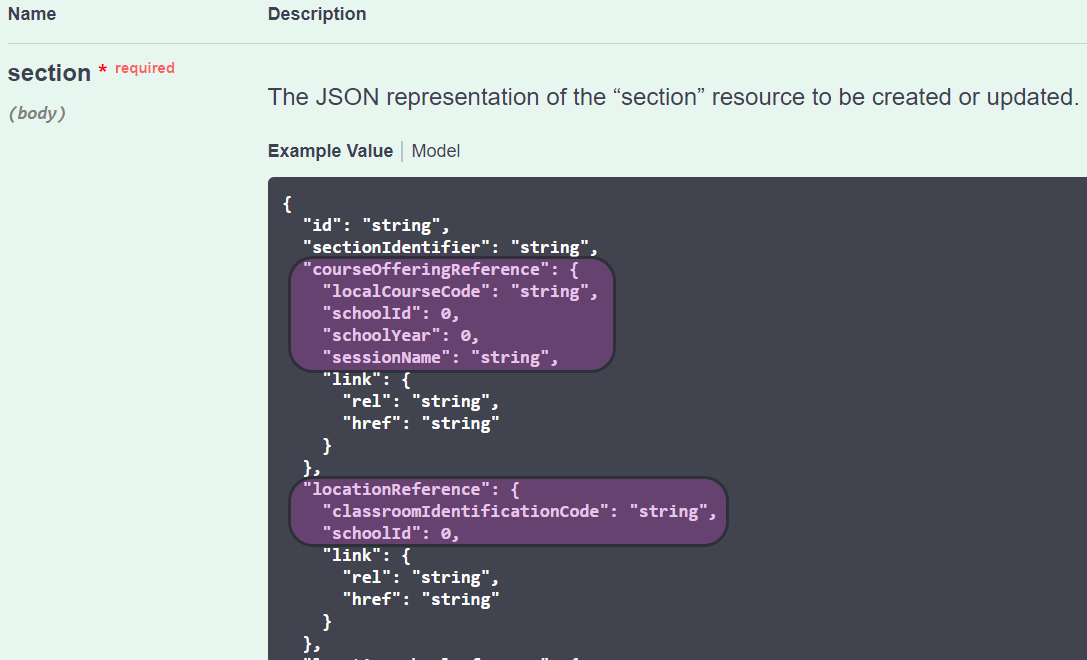 Name Description
section * required
(body)
The JSON representation of the “section” resource to be created or updated.
Example Value | Model
{
"id": "string",
"sectionIdentifier": "string",
"courseOfferingReference": {
"localCourseCode": "string",
"schoolId": 0,
"schoolYear": 0,
"sessionName": "string",
"link": {
"rel": "string",
"href": "string"
}
},
"locationReference": {
"classroomIdentificationCode": "string",
"schoolId": 0,
"link": {
"rel": "string",
"href": "string"
}
},